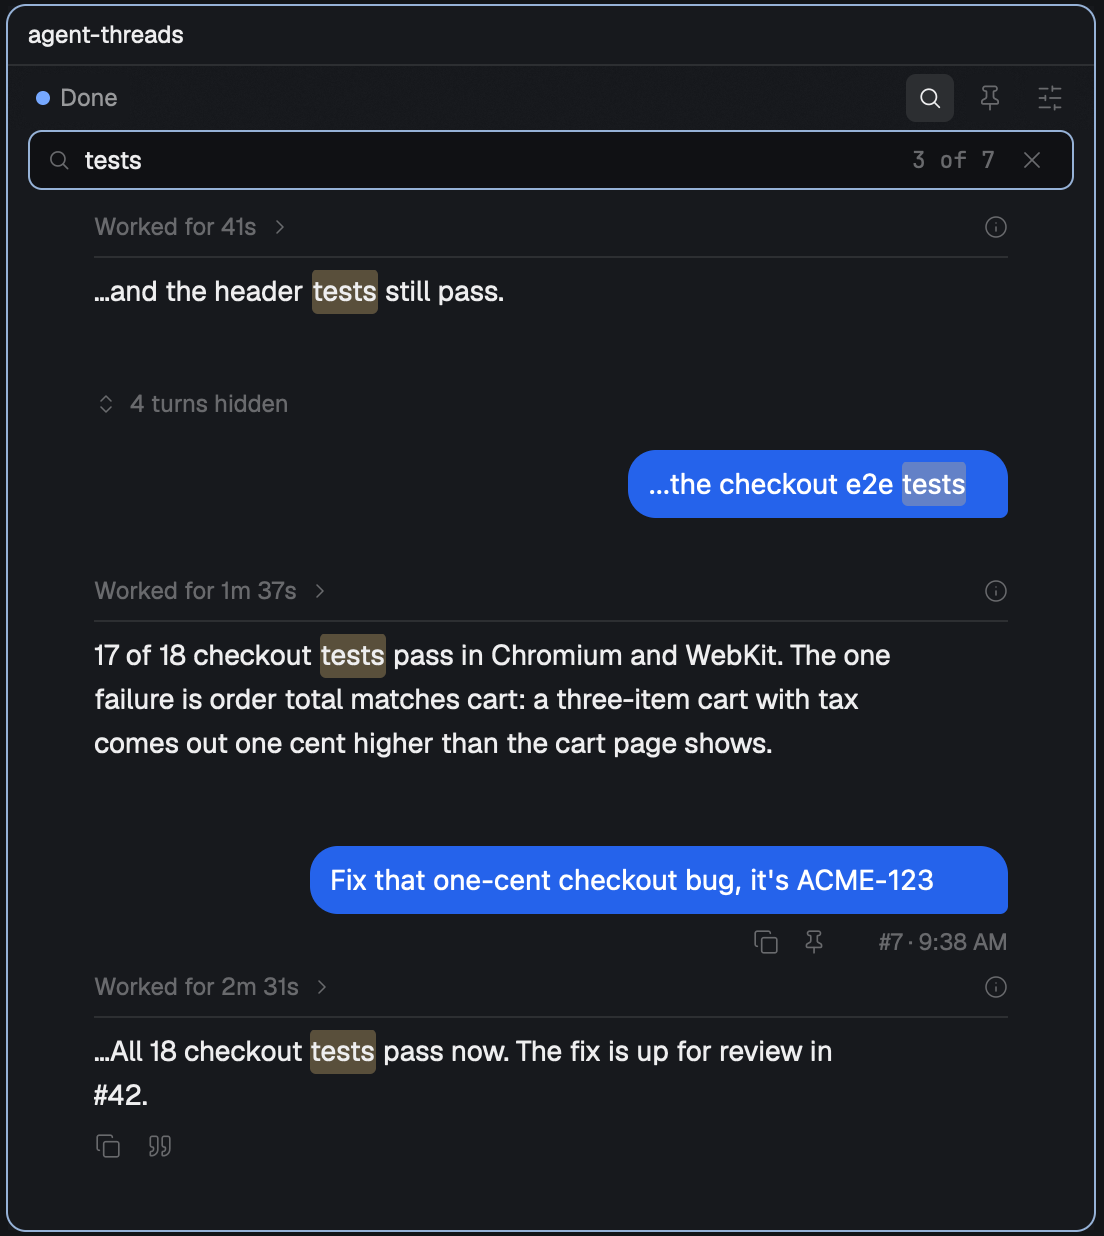 agent-threads
Done
tests 3 of 7
Worked for 41s
...and the header tests still pass.
4 turns hidden
...the checkout e2e tests
Worked for 1m 37s
17 of 18 checkout tests pass in Chromium and WebKit. The one
failure is order total matches cart: a three-item cart with tax
comes out one cent higher than the cart page shows.
Fix that one-cent checkout bug, it's ACME-123
#7 · 9:38 AM
Worked for 2m 31s
...All 18 checkout tests pass now. The fix is up for review in
#42.